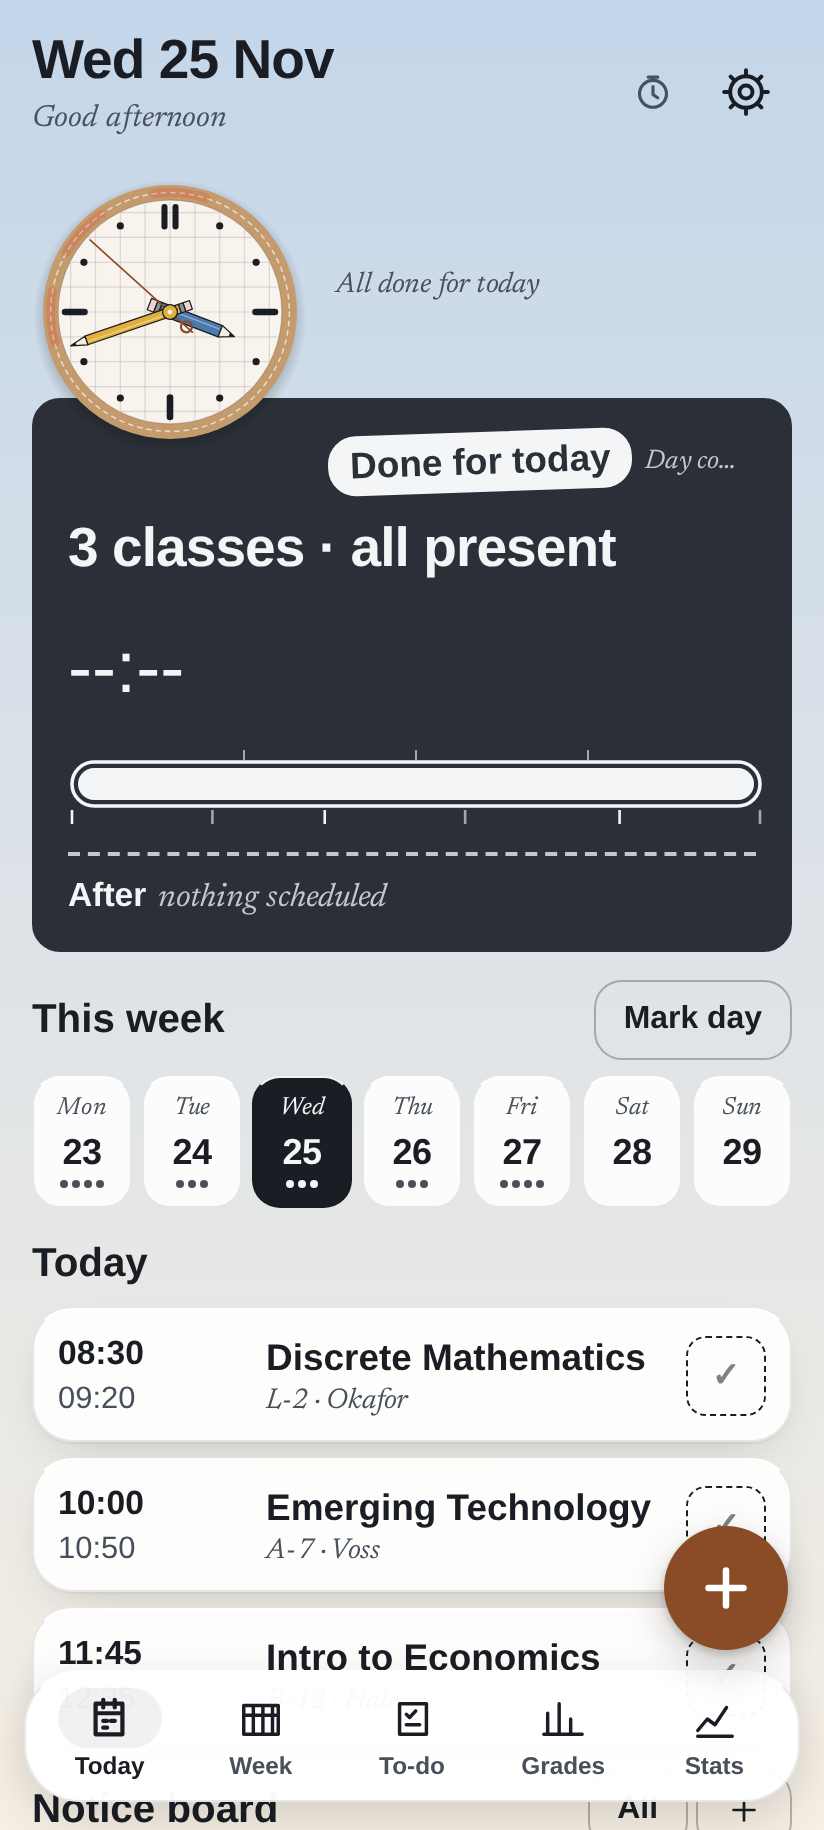 Wed 25 Nov
Good afternoon
All done for today
Done for today Day co...
3 classes · all present
--:--
After nothing scheduled
This week Mark day
Mon Tue Wed Thu Fri Sat Sun
23 24 25 26 27 28 29
Today
08:30 Discrete Mathematics
09:20 L-2 · Okafor
10:00 Emerging Technology
10:50 A-7 · Voss
11:45 Intro to Economics
Today Week To-do Grades Stats
Notice board All